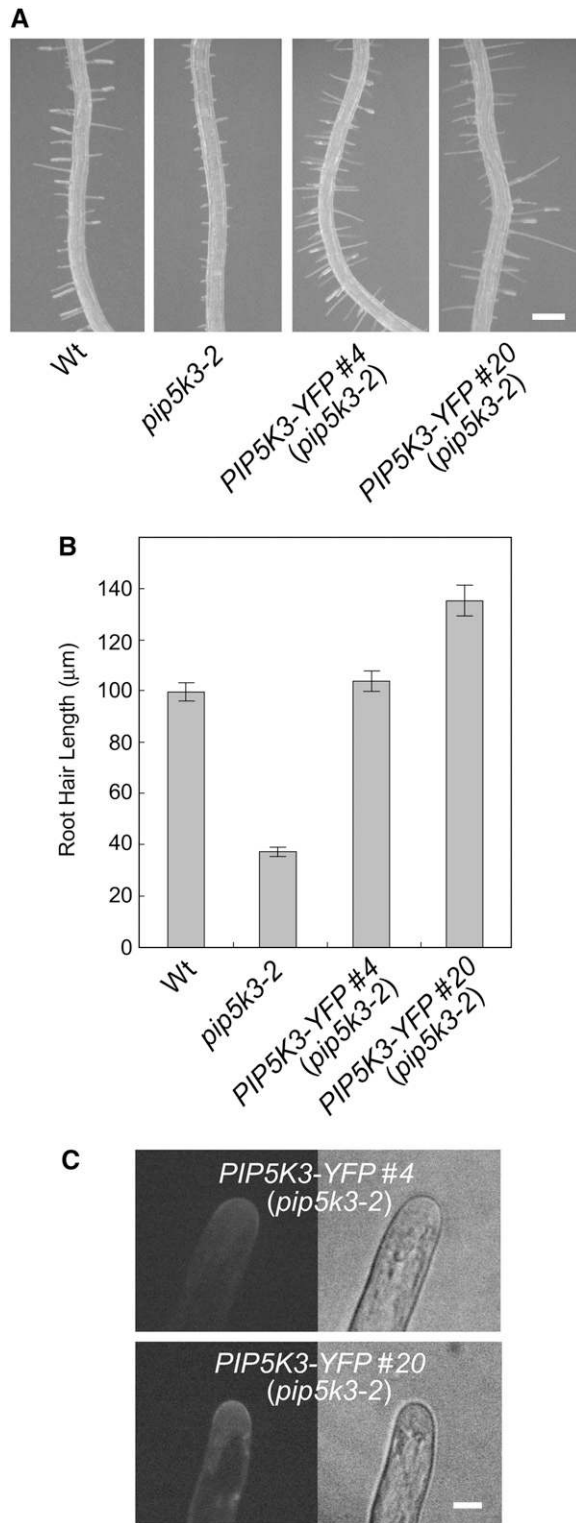 A
Wt
pip5k3-2
PIP5K3-YFP #4
(pip5k3-2)
PIP5K3-YFP #20
(pip5k3-2)
B
Root Hair Length (μm)
140
120
100
80
60
40
20
0
Wt
pip5k3-2
PIP5K3-YFP #4
(pip5k3-2)
PIP5K3-YFP #20
(pip5k3-2)
C
PIP5K3-YFP #4
(pip5k3-2)
PIP5K3-YFP #20
(pip5k3-2)